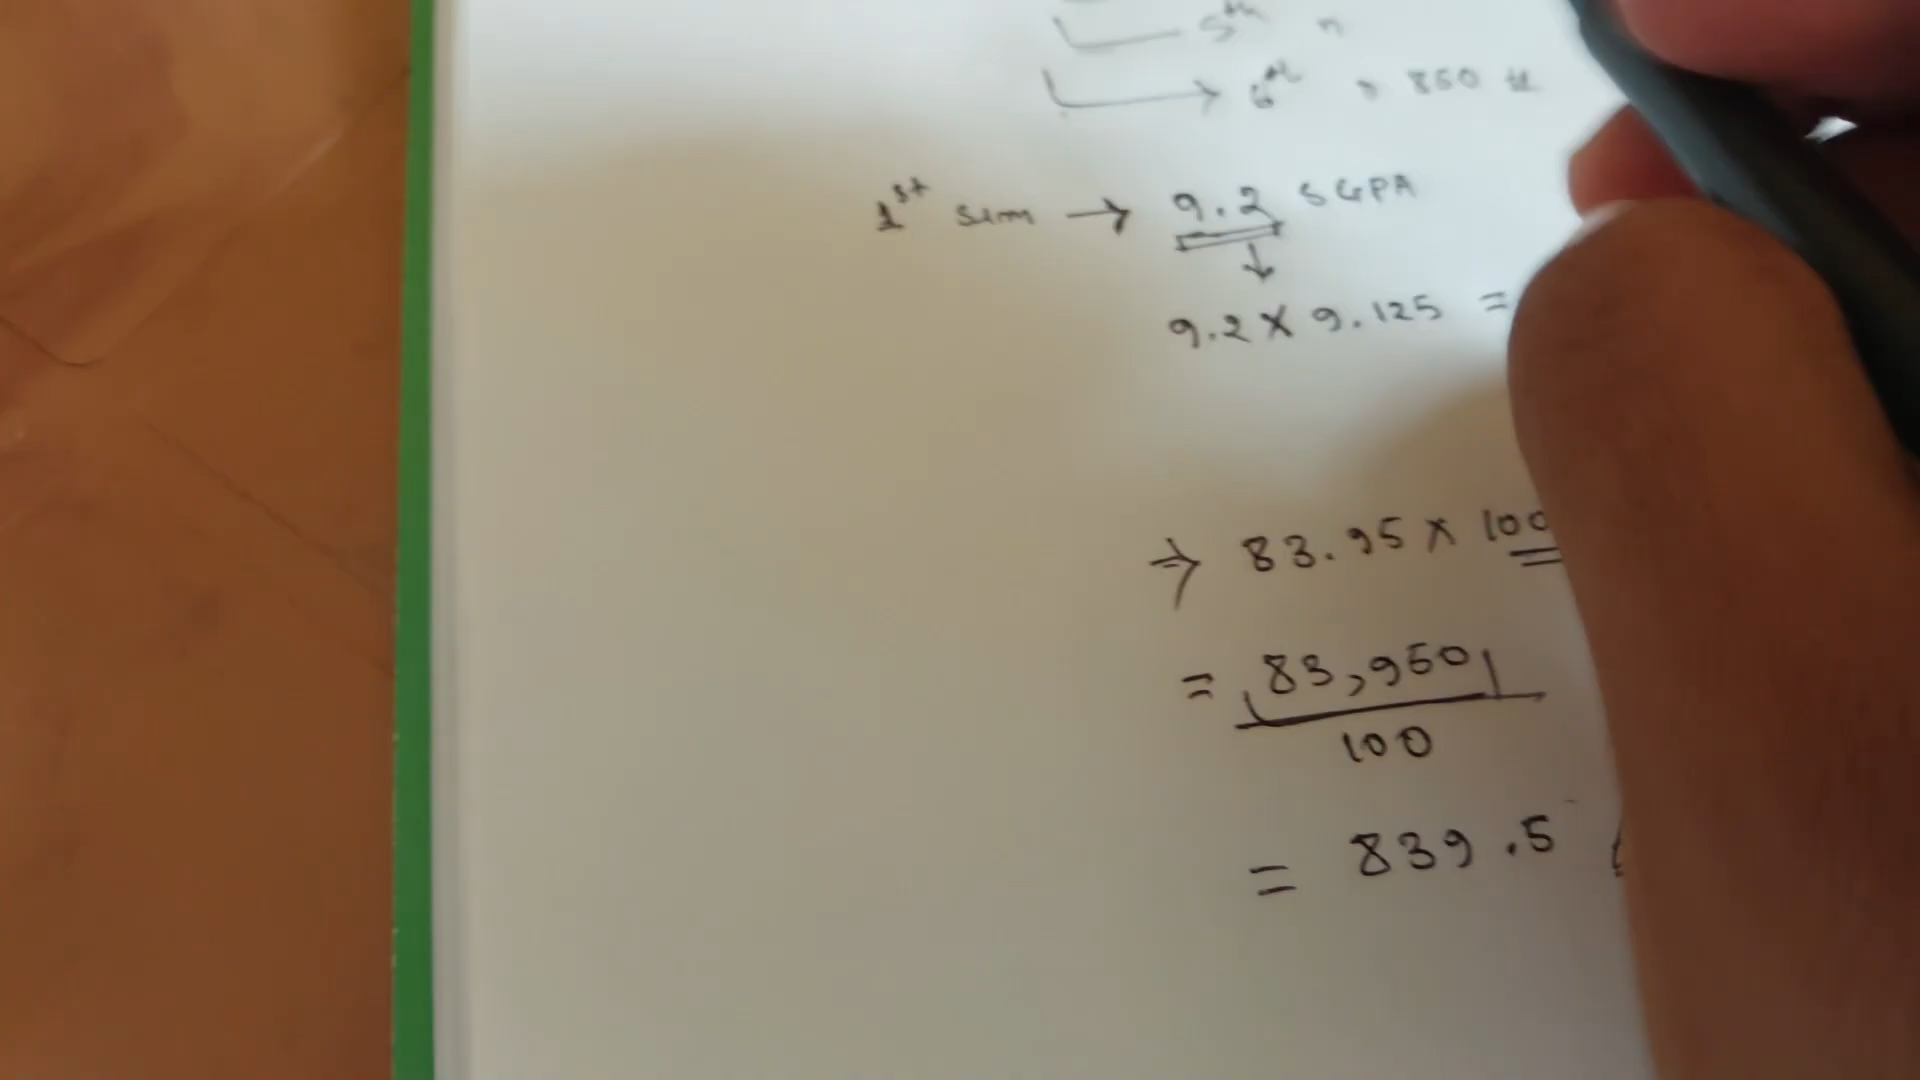 5th "
→ 6th " 850
1st sem → 9.2 SGPA
↓
9.2 × 9.125 =
⇒ 83.95 × 100
= 83,950
100
= 839.5